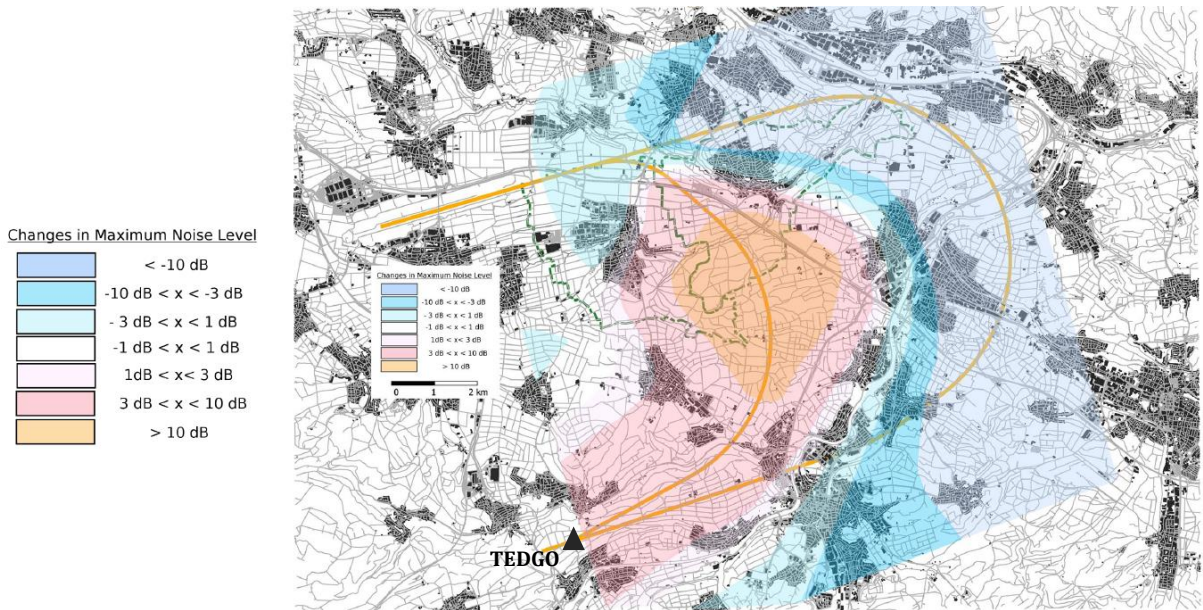 Changes in Maximum Noise Level
< -10 dB
-10 dB < x < -3 dB
- 3 dB < x < 1 dB
-1 dB < x < 1 dB
1dB < x< 3 dB
3 dB < x < 10 dB
> 10 dB
Changes in Maximum Noise Level
< -10 dB
-10 dB < x < -3 dB
- 3 dB < x < 1 dB
-1 dB < x < 1 dB
1dB < x< 3 dB
3 dB < x < 10 dB
> 10 dB
0 1 2 km
TEDGO